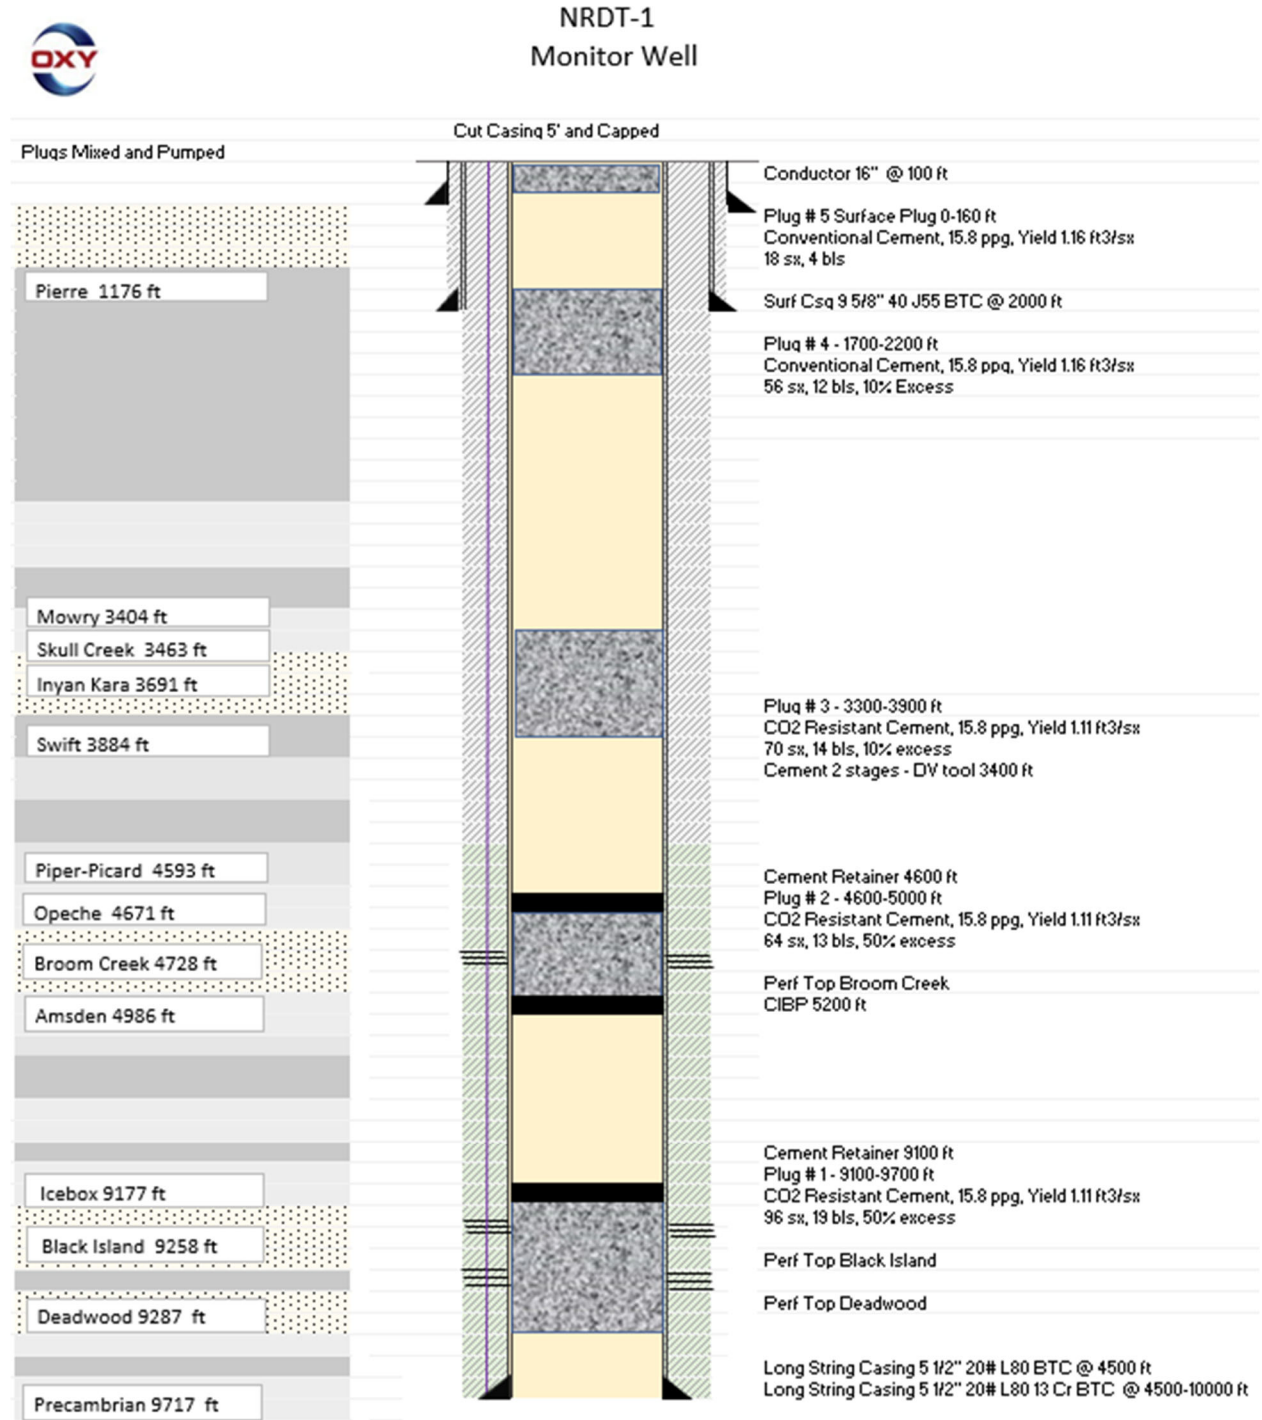 NRDT-1
Monitor Well
OXY
Cut Casing 5' and Capped
Plugs Mixed and Pumped
Conductor 16" @ 100 ft
Plug # 5 Surface Plug 0-160 ft
Conventional Cement, 15.8 ppg, Yield 1.16 ft3/sx
18 sx, 4 bls
Pierre 1176 ft
Surf Csg 9 5/8" 40 J55 BTC @ 2000 ft
Plug # 4 - 1700-2200 ft
Conventional Cement, 15.8 ppg, Yield 1.16 ft3/sx
56 sx, 12 bls, 10% Excess
Mowry 3404 ft
Skull Creek 3463 ft
Inyan Kara 3691 ft
Swift 3884 ft
Plug # 3 - 3300-3900 ft
CO2 Resistant Cement, 15.8 ppg, Yield 1.11 ft3/sx
70 sx, 14 bls, 10% excess
Cement 2 stages - DV tool 3400 ft
Piper-Picard 4593 ft
Opeche 4671 ft
Broom Creek 4728 ft
Amsden 4986 ft
Cement Retainer 4600 ft
Plug # 2 - 4600-5000 ft
CO2 Resistant Cement, 15.8 ppg, Yield 1.11 ft3/sx
64 sx, 13 bls, 50% excess
Perf Top Broom Creek
CIBP 5200 ft
Cement Retainer 9100 ft
Plug # 1 - 9100-9700 ft
CO2 Resistant Cement, 15.8 ppg, Yield 1.11 ft3/sx
96 sx, 19 bls, 50% excess
Icebox 9177 ft
Black Island 9258 ft
Deadwood 9287 ft
Precambrian 9717 ft
Perf Top Black Island
Perf Top Deadwood
Long String Casing 5 1/2" 20# L80 BTC @ 4500 ft
Long String Casing 5 1/2" 20# L80 13 Cr BTC @ 4500-10000 ft